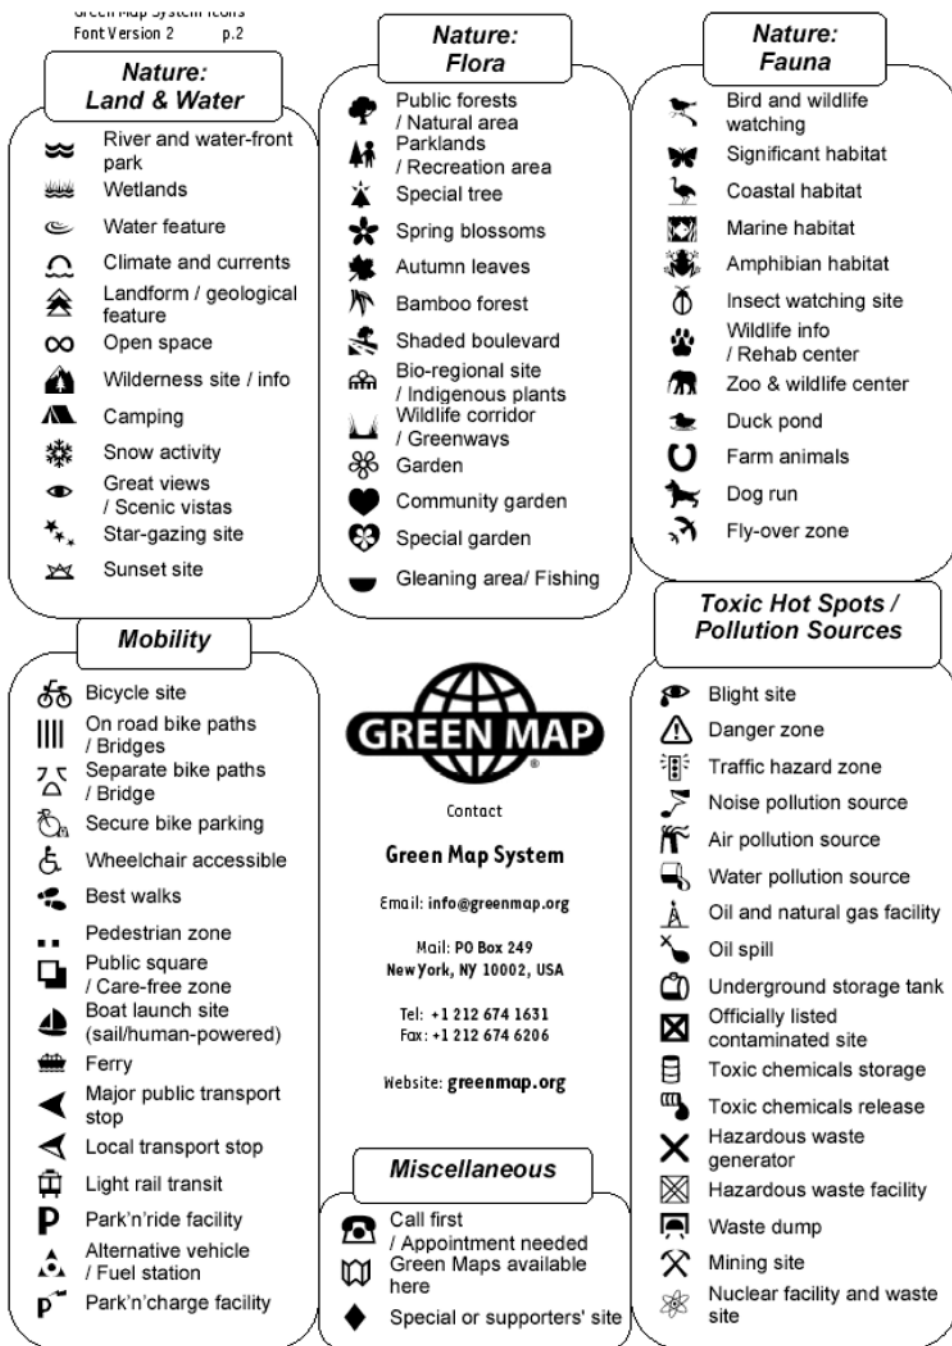 Green Map System Icons
Font Version 2 p.2
Nature:
Land & Water
River and water-front
park
Wetlands
Water feature
Climate and currents
Landform / geological
feature
Open space
Wilderness site / info
Camping
Snow activity
Great views
/ Scenic vistas
Star-gazing site
Sunset site
Nature:
Flora
Public forests
/ Natural area
Parklands
/ Recreation area
Special tree
Spring blossoms
Autumn leaves
Bamboo forest
Shaded boulevard
Bio-regional site
/ Indigenous plants
Wildlife corridor
/ Greenways
Garden
Community garden
Special garden
Gleaning area/ Fishing
Nature:
Fauna
Bird and wildlife
watching
Significant habitat
Coastal habitat
Marine habitat
Amphibian habitat
Insect watching site
Wildlife info
/ Rehab center
Zoo & wildlife center
Duck pond
Farm animals
Dog run
Fly-over zone
Mobility
Bicycle site
On road bike paths
/ Bridges
Separate bike paths
/ Bridge
Secure bike parking
Wheelchair accessible
Best walks
Pedestrian zone
Public square
/ Care-free zone
Boat launch site
(sail/human-powered)
Ferry
Major public transport
stop
Local transport stop
Light rail transit
P Park'n'ride facility
Alternative vehicle
/ Fuel station
P Park'n'charge facility
GREEN MAP
®
Contact
Green Map System
Email: info@greenmap.org
Mail: PO Box 249
New York, NY 10002, USA
Tel: +1 212 674 1631
Fax: +1 212 674 6206
Website: greenmap.org
Miscellaneous
Call first
/ Appointment needed
Green Maps available
here
Special or supporters' site
Toxic Hot Spots /
Pollution Sources
Blight site
Danger zone
Traffic hazard zone
Noise pollution source
Air pollution source
Water pollution source
Oil and natural gas facility
Oil spill
Underground storage tank
Officially listed
contaminated site
Toxic chemicals storage
Toxic chemicals release
Hazardous waste
generator
Hazardous waste facility
Waste dump
Mining site
Nuclear facility and waste
site